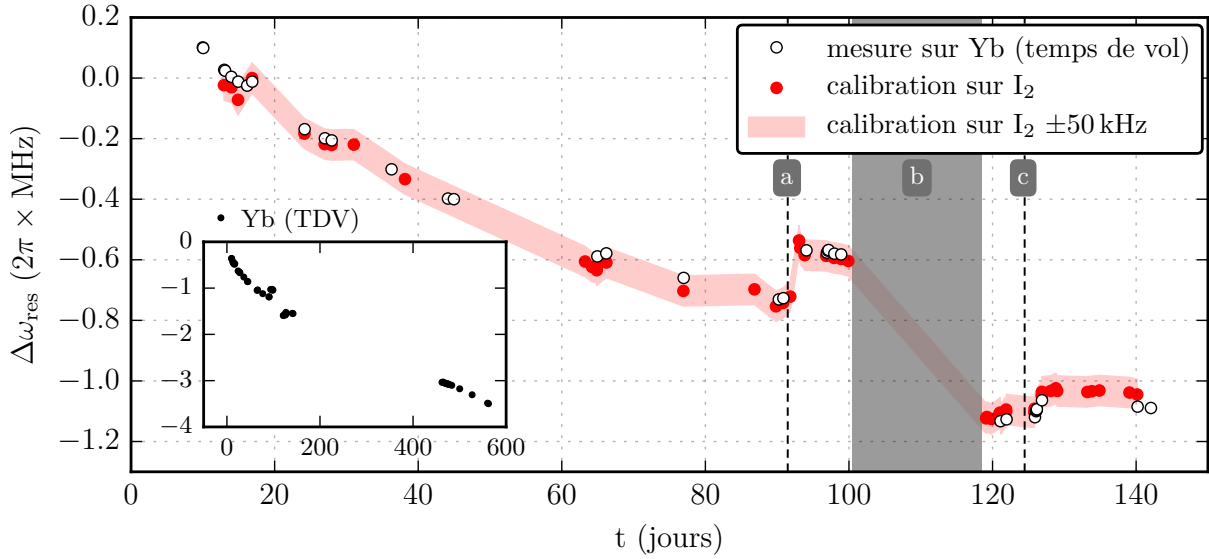 0.2
0.0
−0.2
−0.4
−0.6
−0.8
−1.0
−1.2
Δω_res (2π × MHz)
mesure sur Yb (temps de vol)
calibration sur I₂
calibration sur I₂ ±50 kHz
a
b
c
Yb (TDV)
0
−1
−2
−3
−4
0 200 400 600
0 20 40 60 80 100 120 140
t (jours)